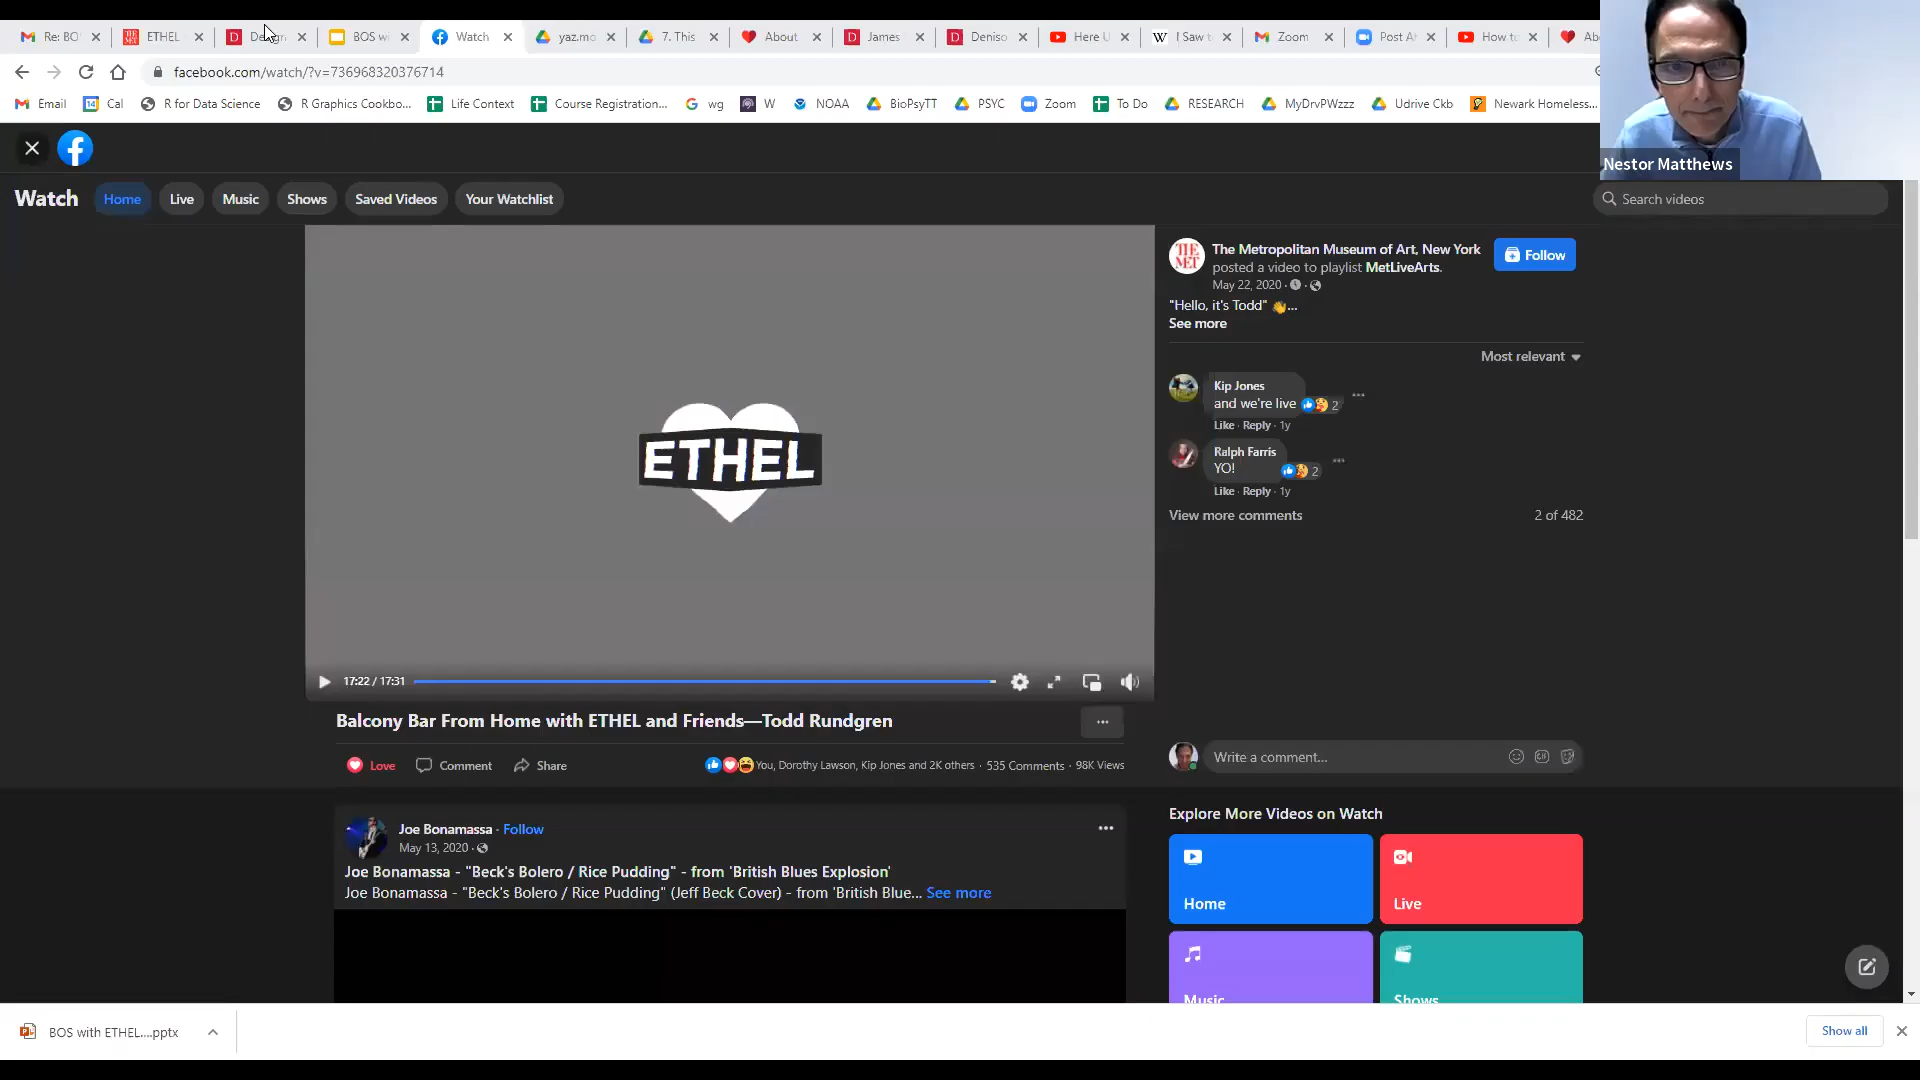 Re: BO
ETHEL
BOS wi
Watch
yaz.mo
7. This
About
James
Deniso
Here U
I Saw t
Zoom
Post A
How to
Ab
facebook.com/watch/?v=736968320376714
Email
Cal
R for Data Science
R Graphics Cookbo...
Life Context
Course Registration...
wg
W
NOAA
BioPsyTT
PSYC
Zoom
To Do
RESEARCH
MyDrvPWzzz
Udrive Ckb
Newark Homeless...
Nestor Matthews
Watch
Home
Live
Music
Shows
Saved Videos
Your Watchlist
Search videos
ETHEL
17:22 / 17:31
Balcony Bar From Home with ETHEL and Friends—Todd Rundgren
Love
Comment
Share
You, Dorothy Lawson, Kip Jones and 2K others · 535 Comments · 98K Views
THE MET
The Metropolitan Museum of Art, New York
posted a video to playlist MetLiveArts.
May 22, 2020
Follow
"Hello, it's Todd" 👋...
See more
Most relevant
Kip Jones
and we're live
2
Like · Reply · 1y
Ralph Farris
YO!
2
Like · Reply · 1y
View more comments
2 of 482
Write a comment...
Joe Bonamassa · Follow
May 13, 2020
Joe Bonamassa - "Beck's Bolero / Rice Pudding" - from 'British Blues Explosion'
Joe Bonamassa - "Beck's Bolero / Rice Pudding" (Jeff Beck Cover) - from 'British Blue... See more
Explore More Videos on Watch
Home
Live
Music
Shows
BOS with ETHEL....pptx
Show all